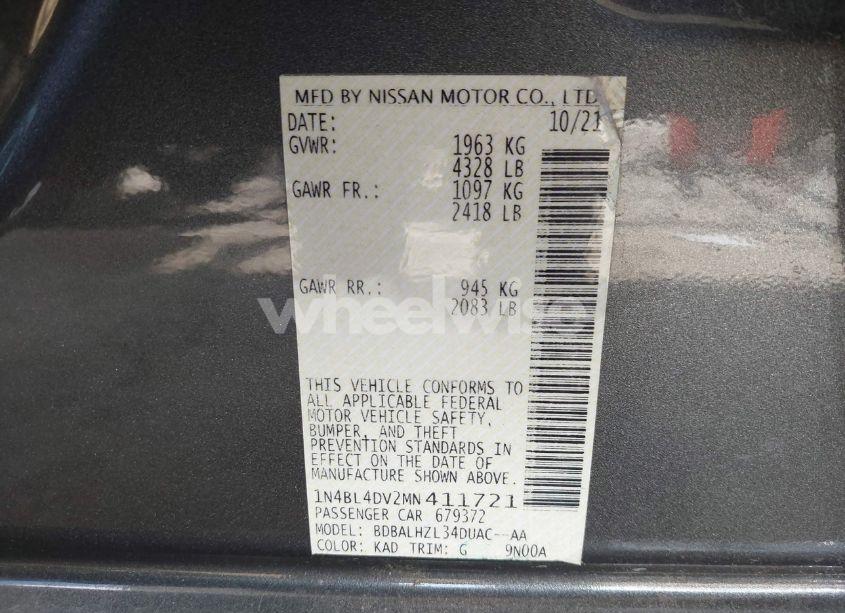 MFD BY NISSAN MOTOR CO., LTD
DATE: 10/21
GVWR: 1963 KG
4328 LB
GAWR FR.: 1097 KG
2418 LB
GAWR RR.: 945 KG
2083 LB
wheelwise
THIS VEHICLE CONFORMS TO
ALL APPLICABLE FEDERAL
MOTOR VEHICLE SAFETY,
BUMPER, AND THEFT
PREVENTION STANDARDS IN
EFFECT ON THE DATE OF
MANUFACTURE SHOWN ABOVE.
1N4BL4DV2MN411721
PASSENGER CAR 679372
MODEL: BDBALHZL34DUAC--AA
COLOR: KAD TRIM: G 9N00A